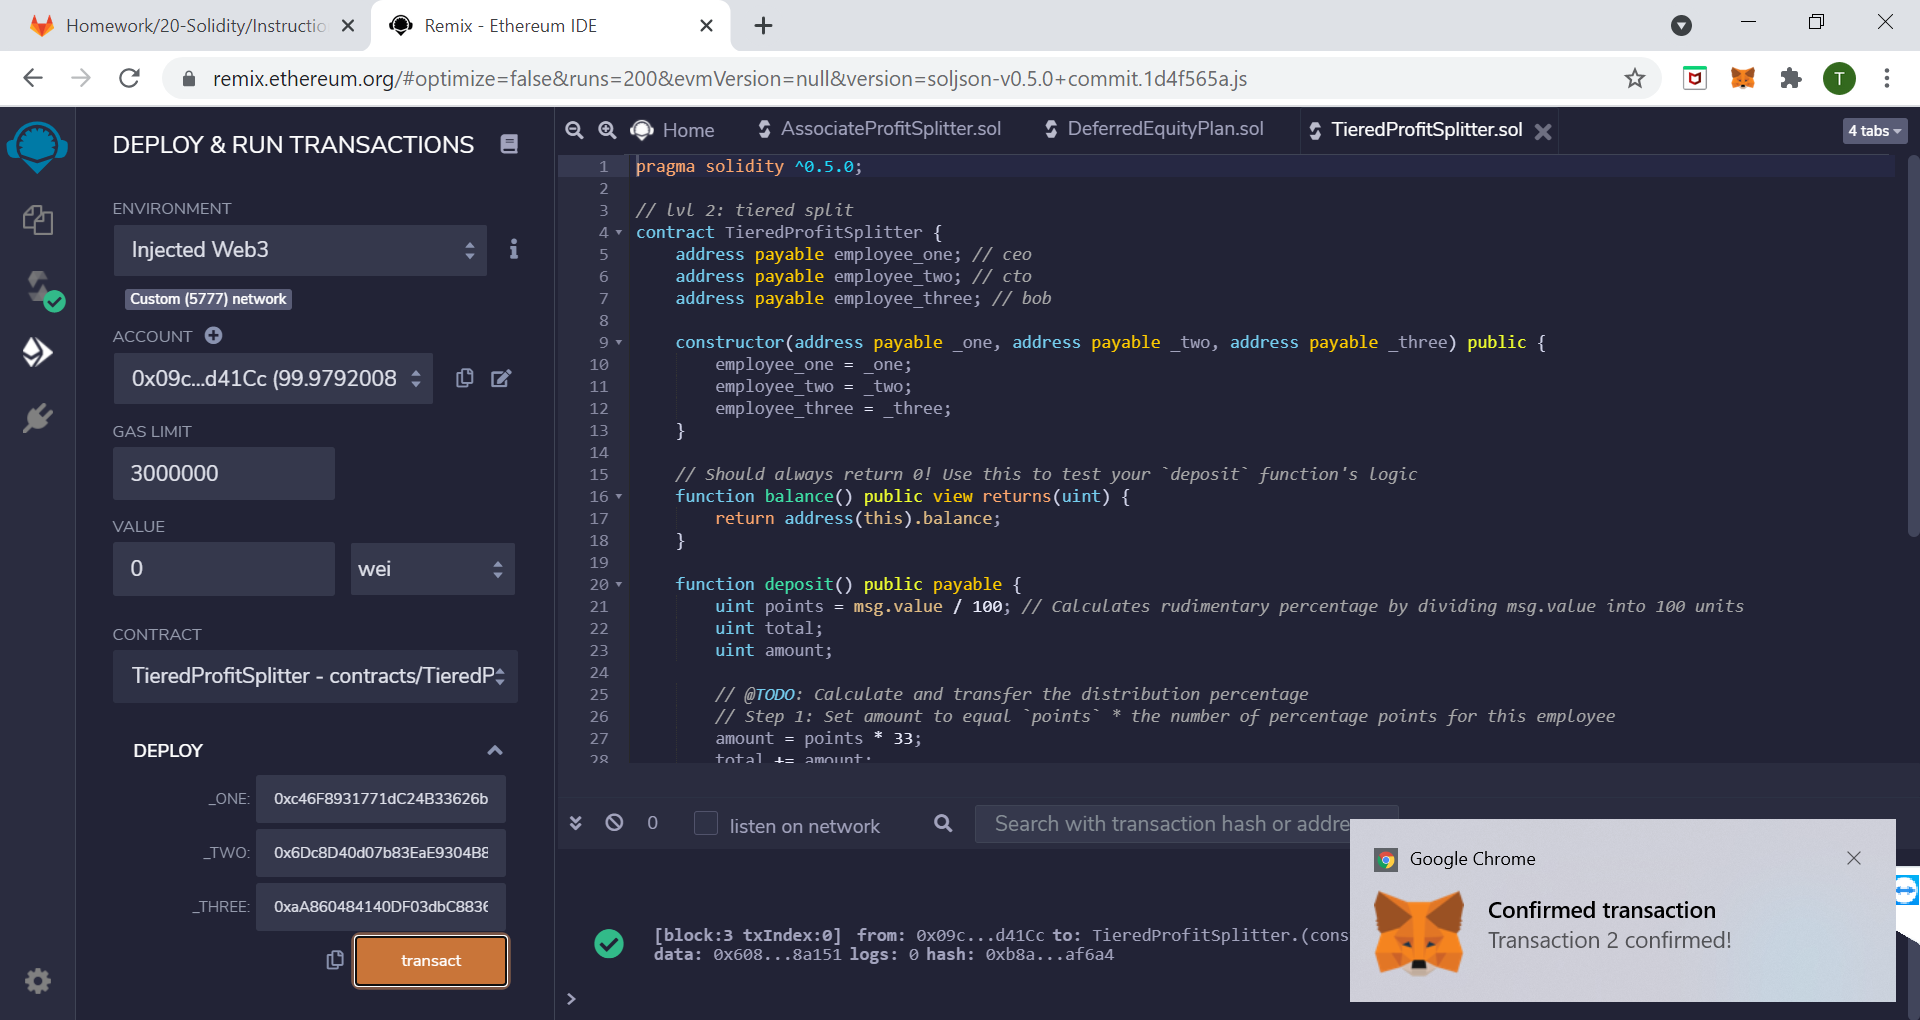 Homework/20-Solidity/Instructio
Remix - Ethereum IDE
remix.ethereum.org/#optimize=false&runs=200&evmVersion=null&version=soljson-v0.5.0+commit.1d4f565a.js
T
DEPLOY & RUN TRANSACTIONS
ENVIRONMENT
Injected Web3
Custom (5777) network
ACCOUNT
0x09c...d41Cc (99.9792008
GAS LIMIT
3000000
VALUE
0
wei
CONTRACT
TieredProfitSplitter - contracts/TieredP
DEPLOY
_ONE:
0xc46F8931771dC24B33626b
_TWO:
0x6Dc8D40d07b83EaE9304B8
_THREE:
0xaA860484140DF03dbC8836
transact
Home
AssociateProfitSplitter.sol
DeferredEquityPlan.sol
TieredProfitSplitter.sol
4 tabs
1 pragma solidity ^0.5.0;
2
3 // lvl 2: tiered split
4 contract TieredProfitSplitter {
5 address payable employee_one; // ceo
6 address payable employee_two; // cto
7 address payable employee_three; // bob
8
9 constructor(address payable _one, address payable _two, address payable _three) public {
10 employee_one = _one;
11 employee_two = _two;
12 employee_three = _three;
13 }
14
15 // Should always return 0! Use this to test your `deposit` function's logic
16 function balance() public view returns(uint) {
17 return address(this).balance;
18 }
19
20 function deposit() public payable {
21 uint points = msg.value / 100; // Calculates rudimentary percentage by dividing msg.value into 100 units
22 uint total;
23 uint amount;
24
25 // @TODO: Calculate and transfer the distribution percentage
26 // Step 1: Set amount to equal `points` * the number of percentage points for this employee
27 amount = points * 33;
28 total += amount;
0
listen on network
Search with transaction hash or addre
[block:3 txIndex:0] from: 0x09c...d41Cc to: TieredProfitSplitter.(cons
data: 0x608...8a151 logs: 0 hash: 0xb8a...af6a4
>
Google Chrome
Confirmed transaction
Transaction 2 confirmed!